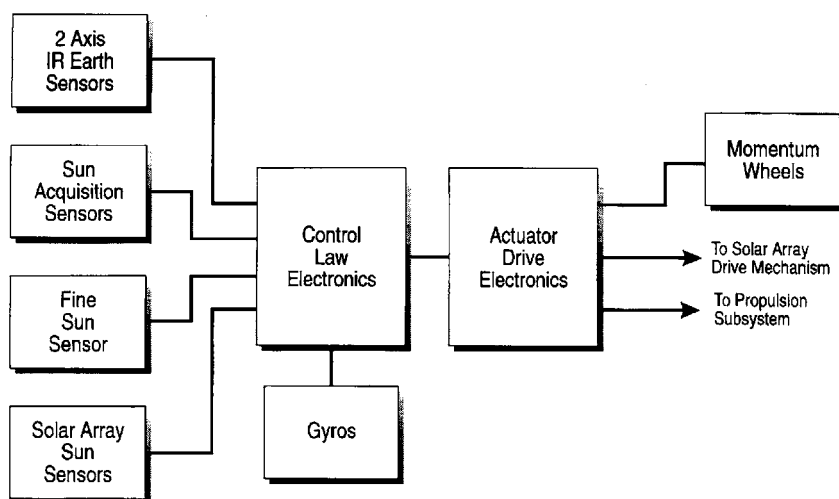 2 Axis
IR Earth
Sensors
Sun
Acquisition
Sensors
Fine
Sun
Sensor
Solar Array
Sun
Sensors
Control
Law
Electronics
Gyros
Actuator
Drive
Electronics
Momentum
Wheels
To Solar Array
Drive Mechanism
To Propulsion
Subsystem